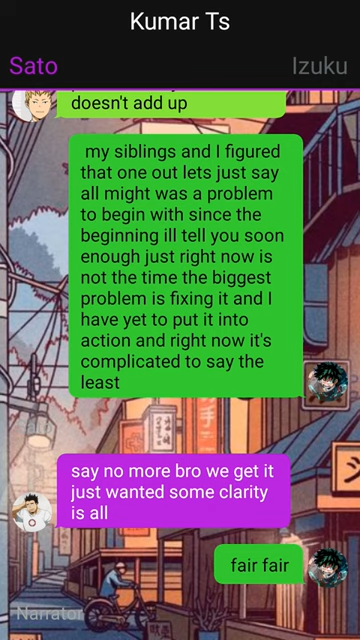 Kumar Ts
Sato
Izuku
doesn't add up
my siblings and I figured
that one out lets just say
all might was a problem
to begin with since the
beginning ill tell you soon
enough just right now is
not the time the biggest
problem is fixing it and I
have yet to put it into
action and right now it's
complicated to say the
least
say no more bro we get it
just wanted some clarity
is all
fair fair
Narrator